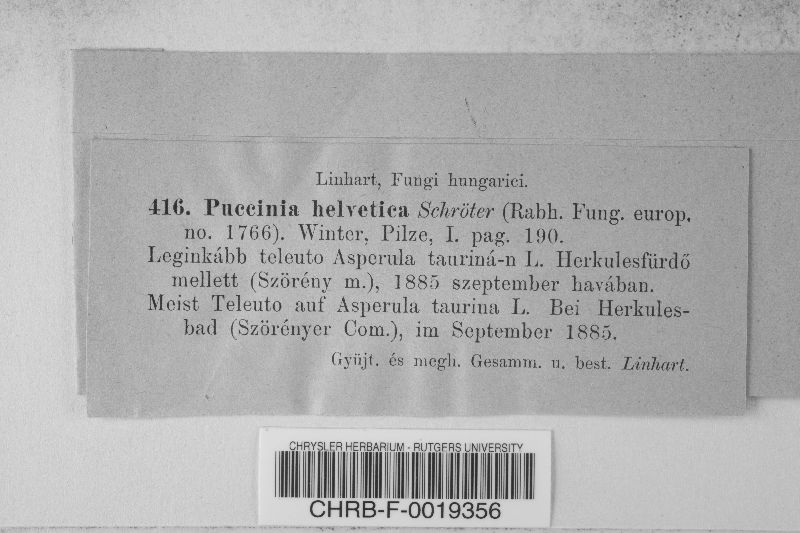 Linhart, Fungi hungarici.
416. Puccinia helvetica Schröter (Rabh. Fung. europ.
no. 1766). Winter, Pilze, I. pag. 190.
Leginkább teleuto Asperula tauriná-n L. Herkulesfürdő
mellett (Szörény m.), 1885 szeptember havában.
Meist Teleuto auf Asperula taurina L. Bei Herkules-
bad (Szörényer Com.), im September 1885.
Gyüjt. és megh. Gesamm. u. best. Linhart.
CHRYSLER HERBARIUM - RUTGERS UNIVERSITY
CHRB-F-0019356